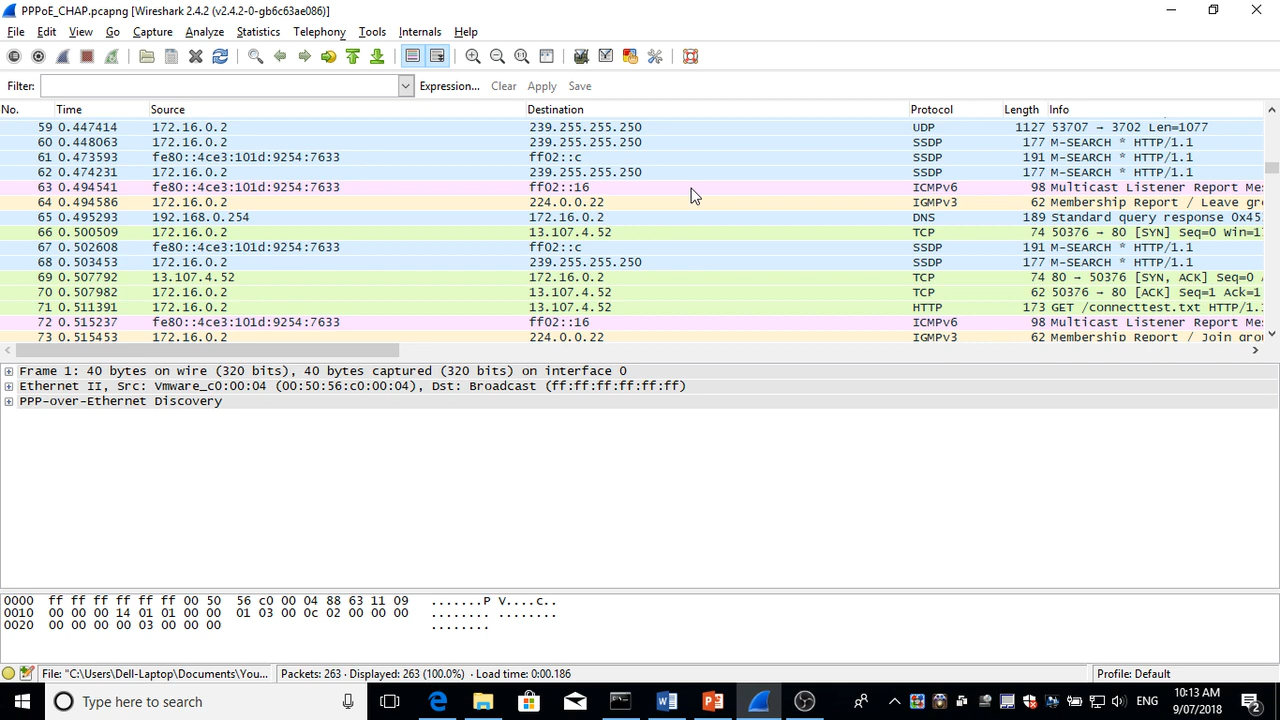 PPPoE_CHAP.pcapng [Wireshark 2.4.2 (v2.4.2-0-gb6c63ae086)]
File Edit View Go Capture Analyze Statistics Telephony Tools Internals Help
Filter: Expression... Clear Apply Save
No. Time Source Destination Protocol Length Info
59 0.447414 172.16.0.2 239.255.255.250 UDP 1127 53707 → 3702 Len=1077
60 0.448063 172.16.0.2 239.255.255.250 SSDP 177 M-SEARCH * HTTP/1.1
61 0.473593 fe80::4ce3:101d:9254:7633 ff02::c SSDP 191 M-SEARCH * HTTP/1.1
62 0.474231 172.16.0.2 239.255.255.250 SSDP 177 M-SEARCH * HTTP/1.1
63 0.494541 fe80::4ce3:101d:9254:7633 ff02::16 ICMPv6 98 Multicast Listener Report Me
64 0.494586 172.16.0.2 224.0.0.22 IGMPv3 62 Membership Report / Leave gr
65 0.495293 192.168.0.254 172.16.0.2 DNS 189 Standard query response 0x45
66 0.500509 172.16.0.2 13.107.4.52 TCP 74 50376 → 80 [SYN] Seq=0 Win=1
67 0.502608 fe80::4ce3:101d:9254:7633 ff02::c SSDP 191 M-SEARCH * HTTP/1.1
68 0.503453 172.16.0.2 239.255.255.250 SSDP 177 M-SEARCH * HTTP/1.1
69 0.507792 13.107.4.52 172.16.0.2 TCP 74 80 → 50376 [SYN, ACK] Seq=0
70 0.507982 172.16.0.2 13.107.4.52 TCP 62 50376 → 80 [ACK] Seq=1 Ack=1
71 0.511391 172.16.0.2 13.107.4.52 HTTP 173 GET /connecttest.txt HTTP/1.
72 0.515237 fe80::4ce3:101d:9254:7633 ff02::16 ICMPv6 98 Multicast Listener Report Me
73 0.515453 172.16.0.2 224.0.0.22 IGMPv3 62 Membership Report / Join gro
Frame 1: 40 bytes on wire (320 bits), 40 bytes captured (320 bits) on interface 0
Ethernet II, Src: Vmware_c0:00:04 (00:50:56:c0:00:04), Dst: Broadcast (ff:ff:ff:ff:ff:ff)
PPP-over-Ethernet Discovery
0000 ff ff ff ff ff ff 00 50 56 c0 00 04 88 63 11 09 .......P V....c..
0010 00 00 00 14 01 01 00 00 01 03 00 0c 02 00 00 00 ........ ........
0020 00 00 00 00 03 00 00 00 ........
File: "C:\Users\Dell-Laptop\Documents\You... Packets: 263 · Displayed: 263 (100.0%) · Load time: 0:00.186 Profile: Default
Type here to search
ENG
10:13 AM
9/07/2018
2